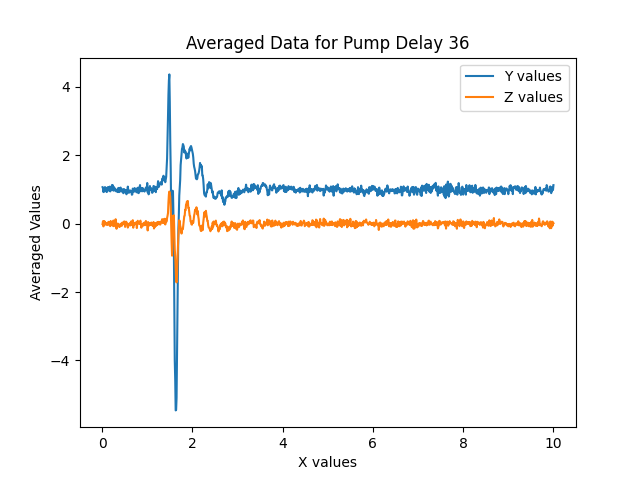 Averaged Data for Pump Delay 36
Y values
Z values
4
2
0
−2
−4
Averaged Values
0 2 4 6 8 10
X values